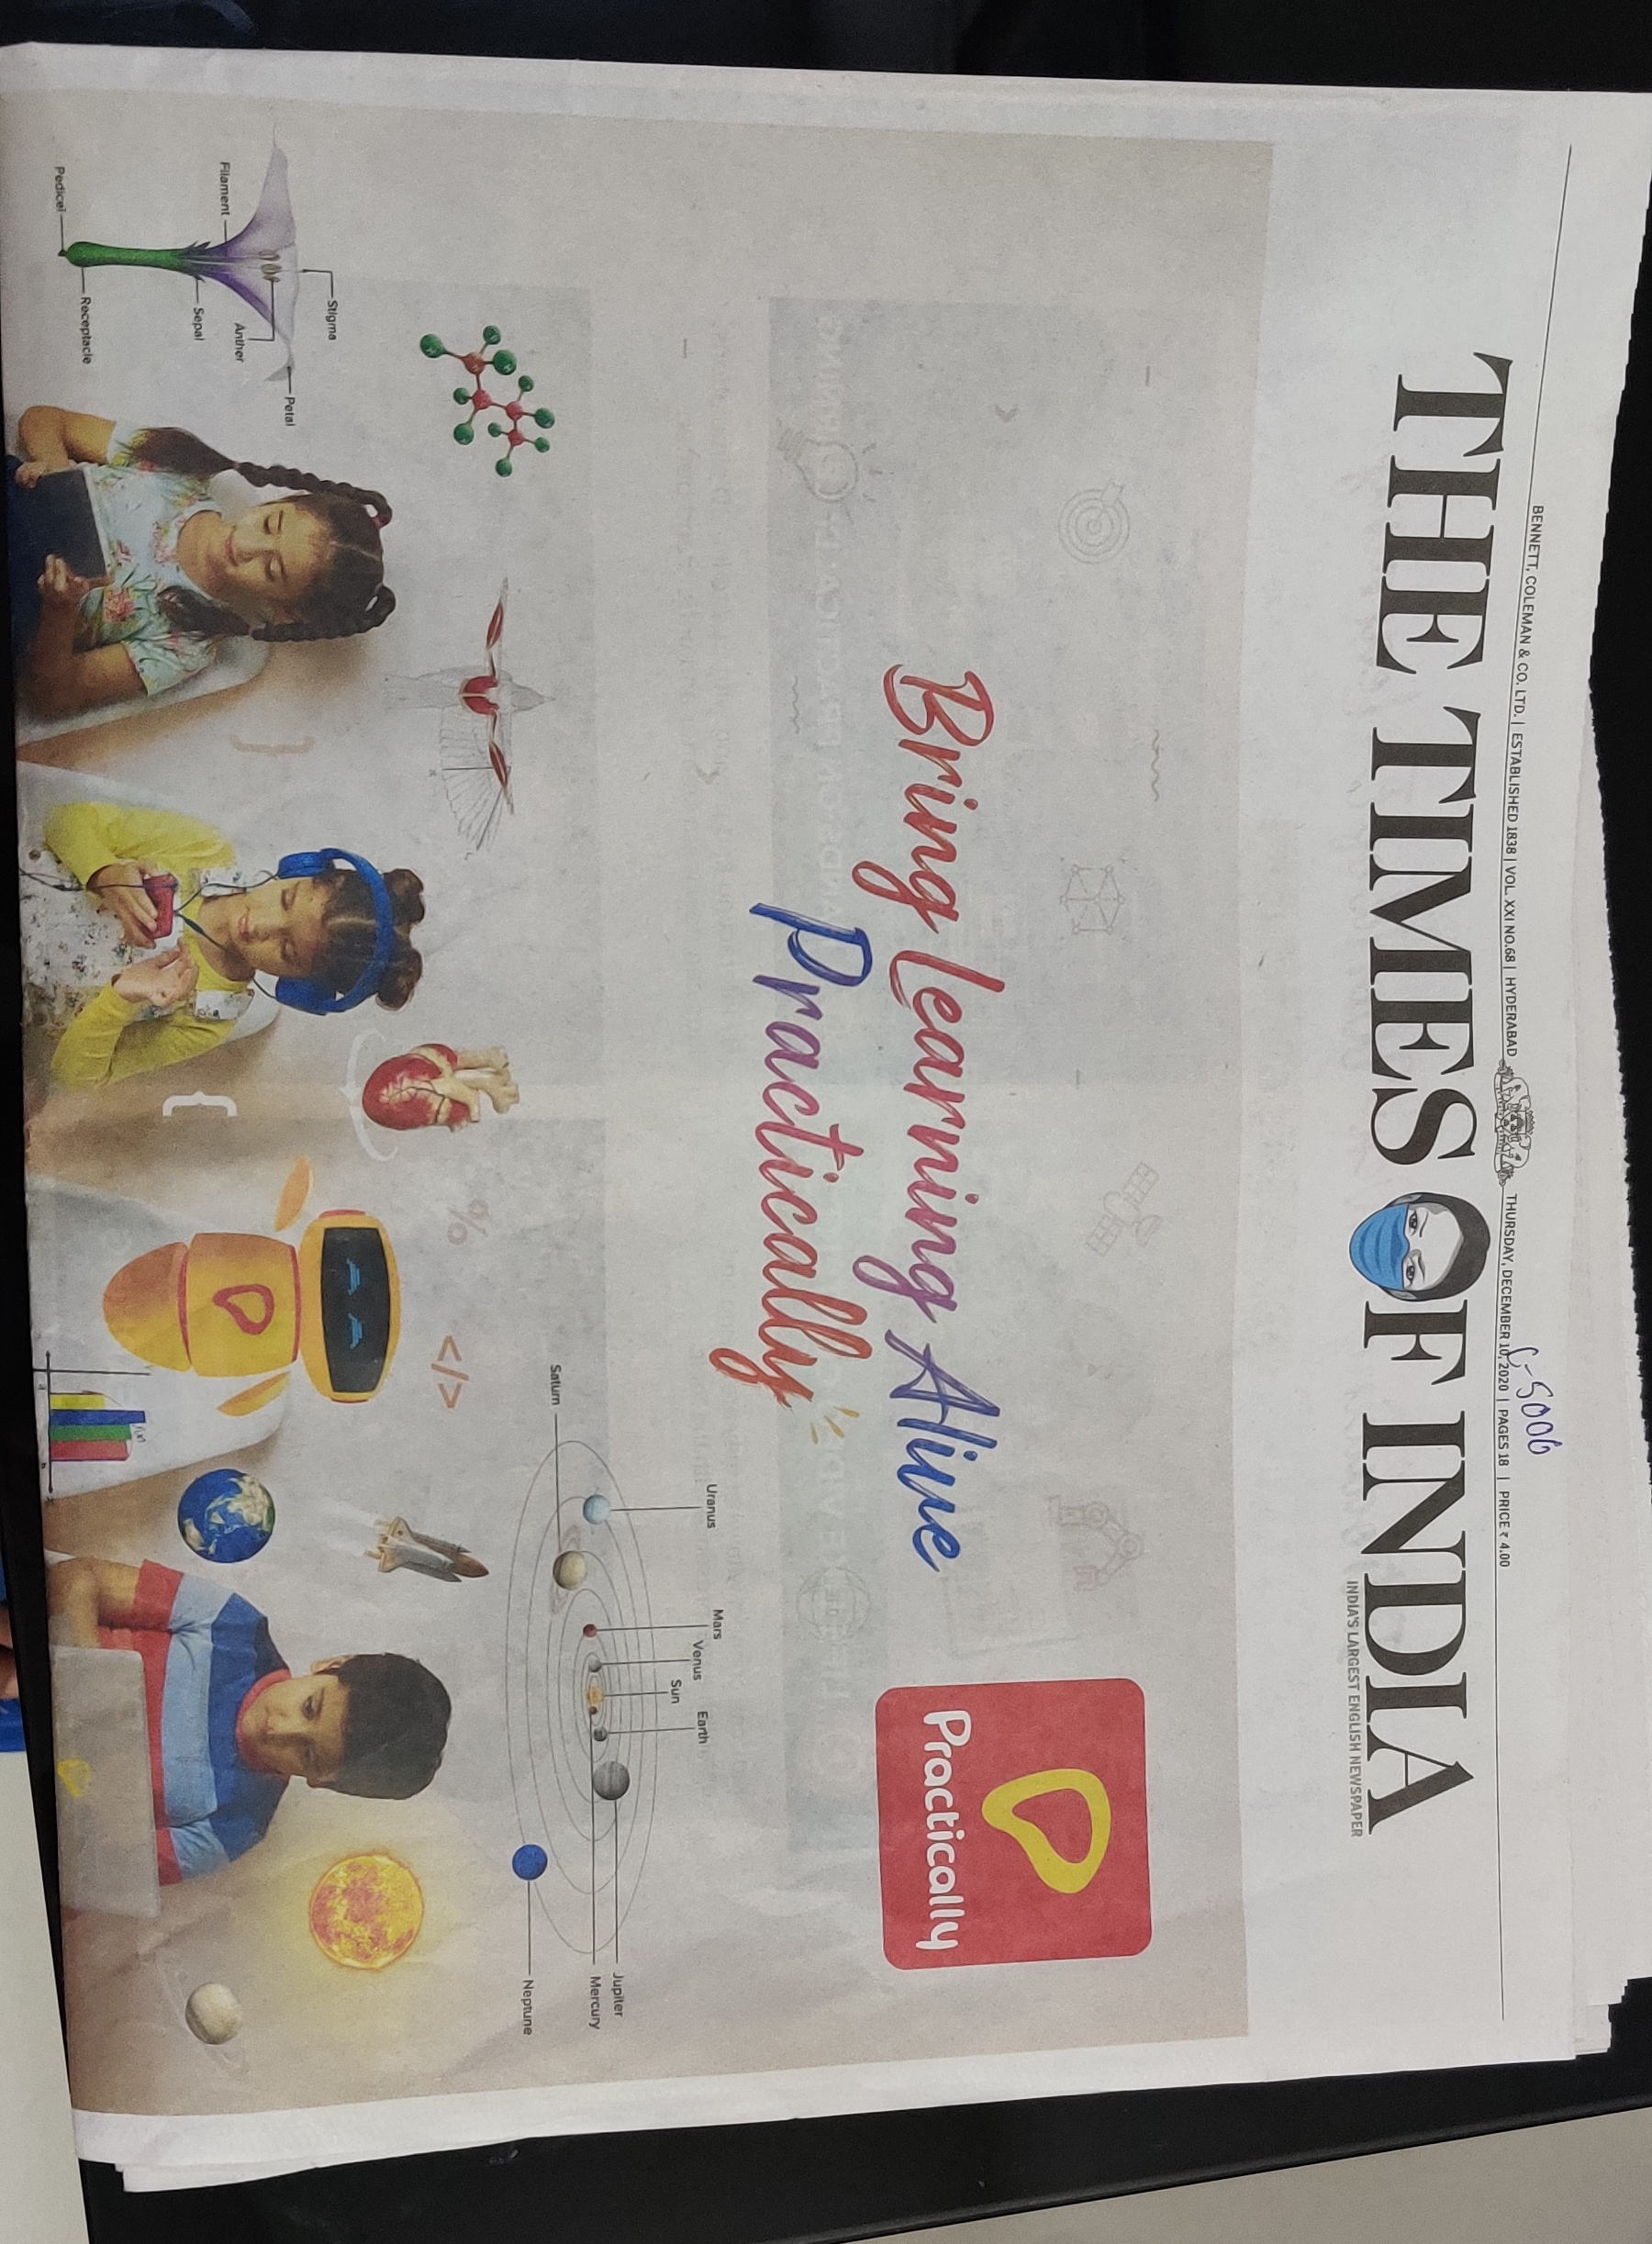 BENNETT, COLEMAN & CO. LTD. | ESTABLISHED 1838 | VOL. XXI NO.68 | HYDERABAD THURSDAY, DECEMBER 10, 2020 | PAGES 18 | PRICE ₹ 4.00
THE TIMES OF INDIA
INDIA'S LARGEST ENGLISH NEWSPAPER
Practically
Bring Learning Alive
Practically
Uranus
Mars
Venus
Sun
Earth
Saturn
Jupiter
Mercury
Neptune
%
</>
Stigma
Petal
Filament
Anther
Sepal
Pedicel
Receptacle